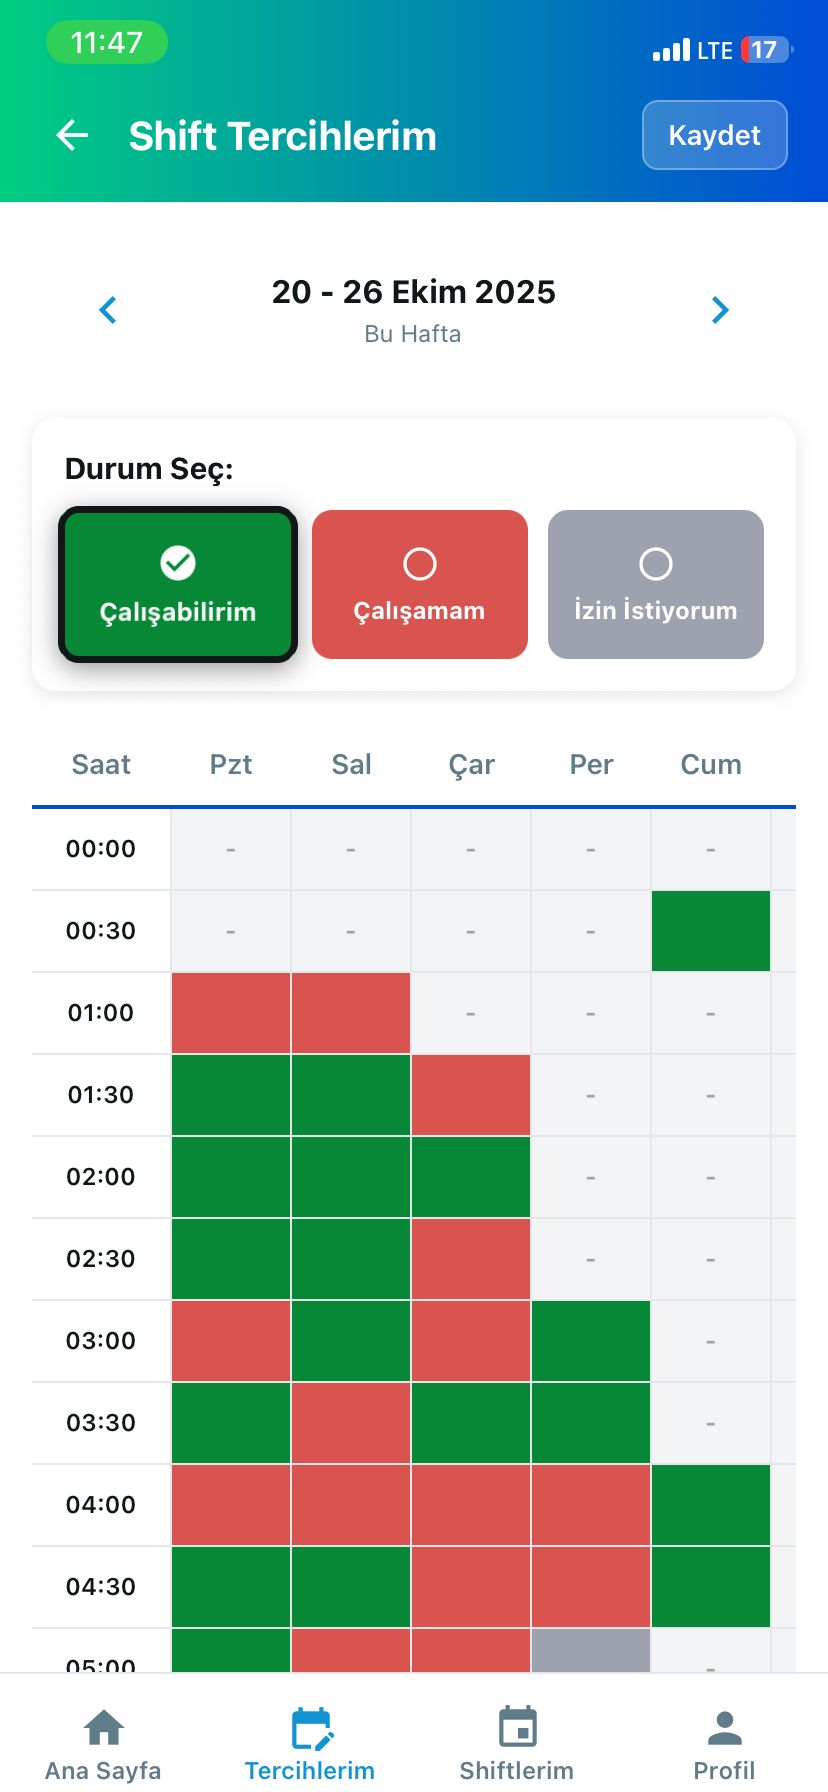 11:47 LTE 17
Shift Tercihlerim Kaydet
20 - 26 Ekim 2025
Bu Hafta
Durum Seç:
Çalışabilirim Çalışamam İzin İstiyorum
Saat Pzt Sal Çar Per Cum
00:00 - - - - -
00:30 - - - -
01:00 - - -
01:30 - -
02:00 - -
02:30 - -
03:00 -
03:30 -
04:00
04:30
05:00 -
Ana Sayfa Tercihlerim Shiftlerim Profil